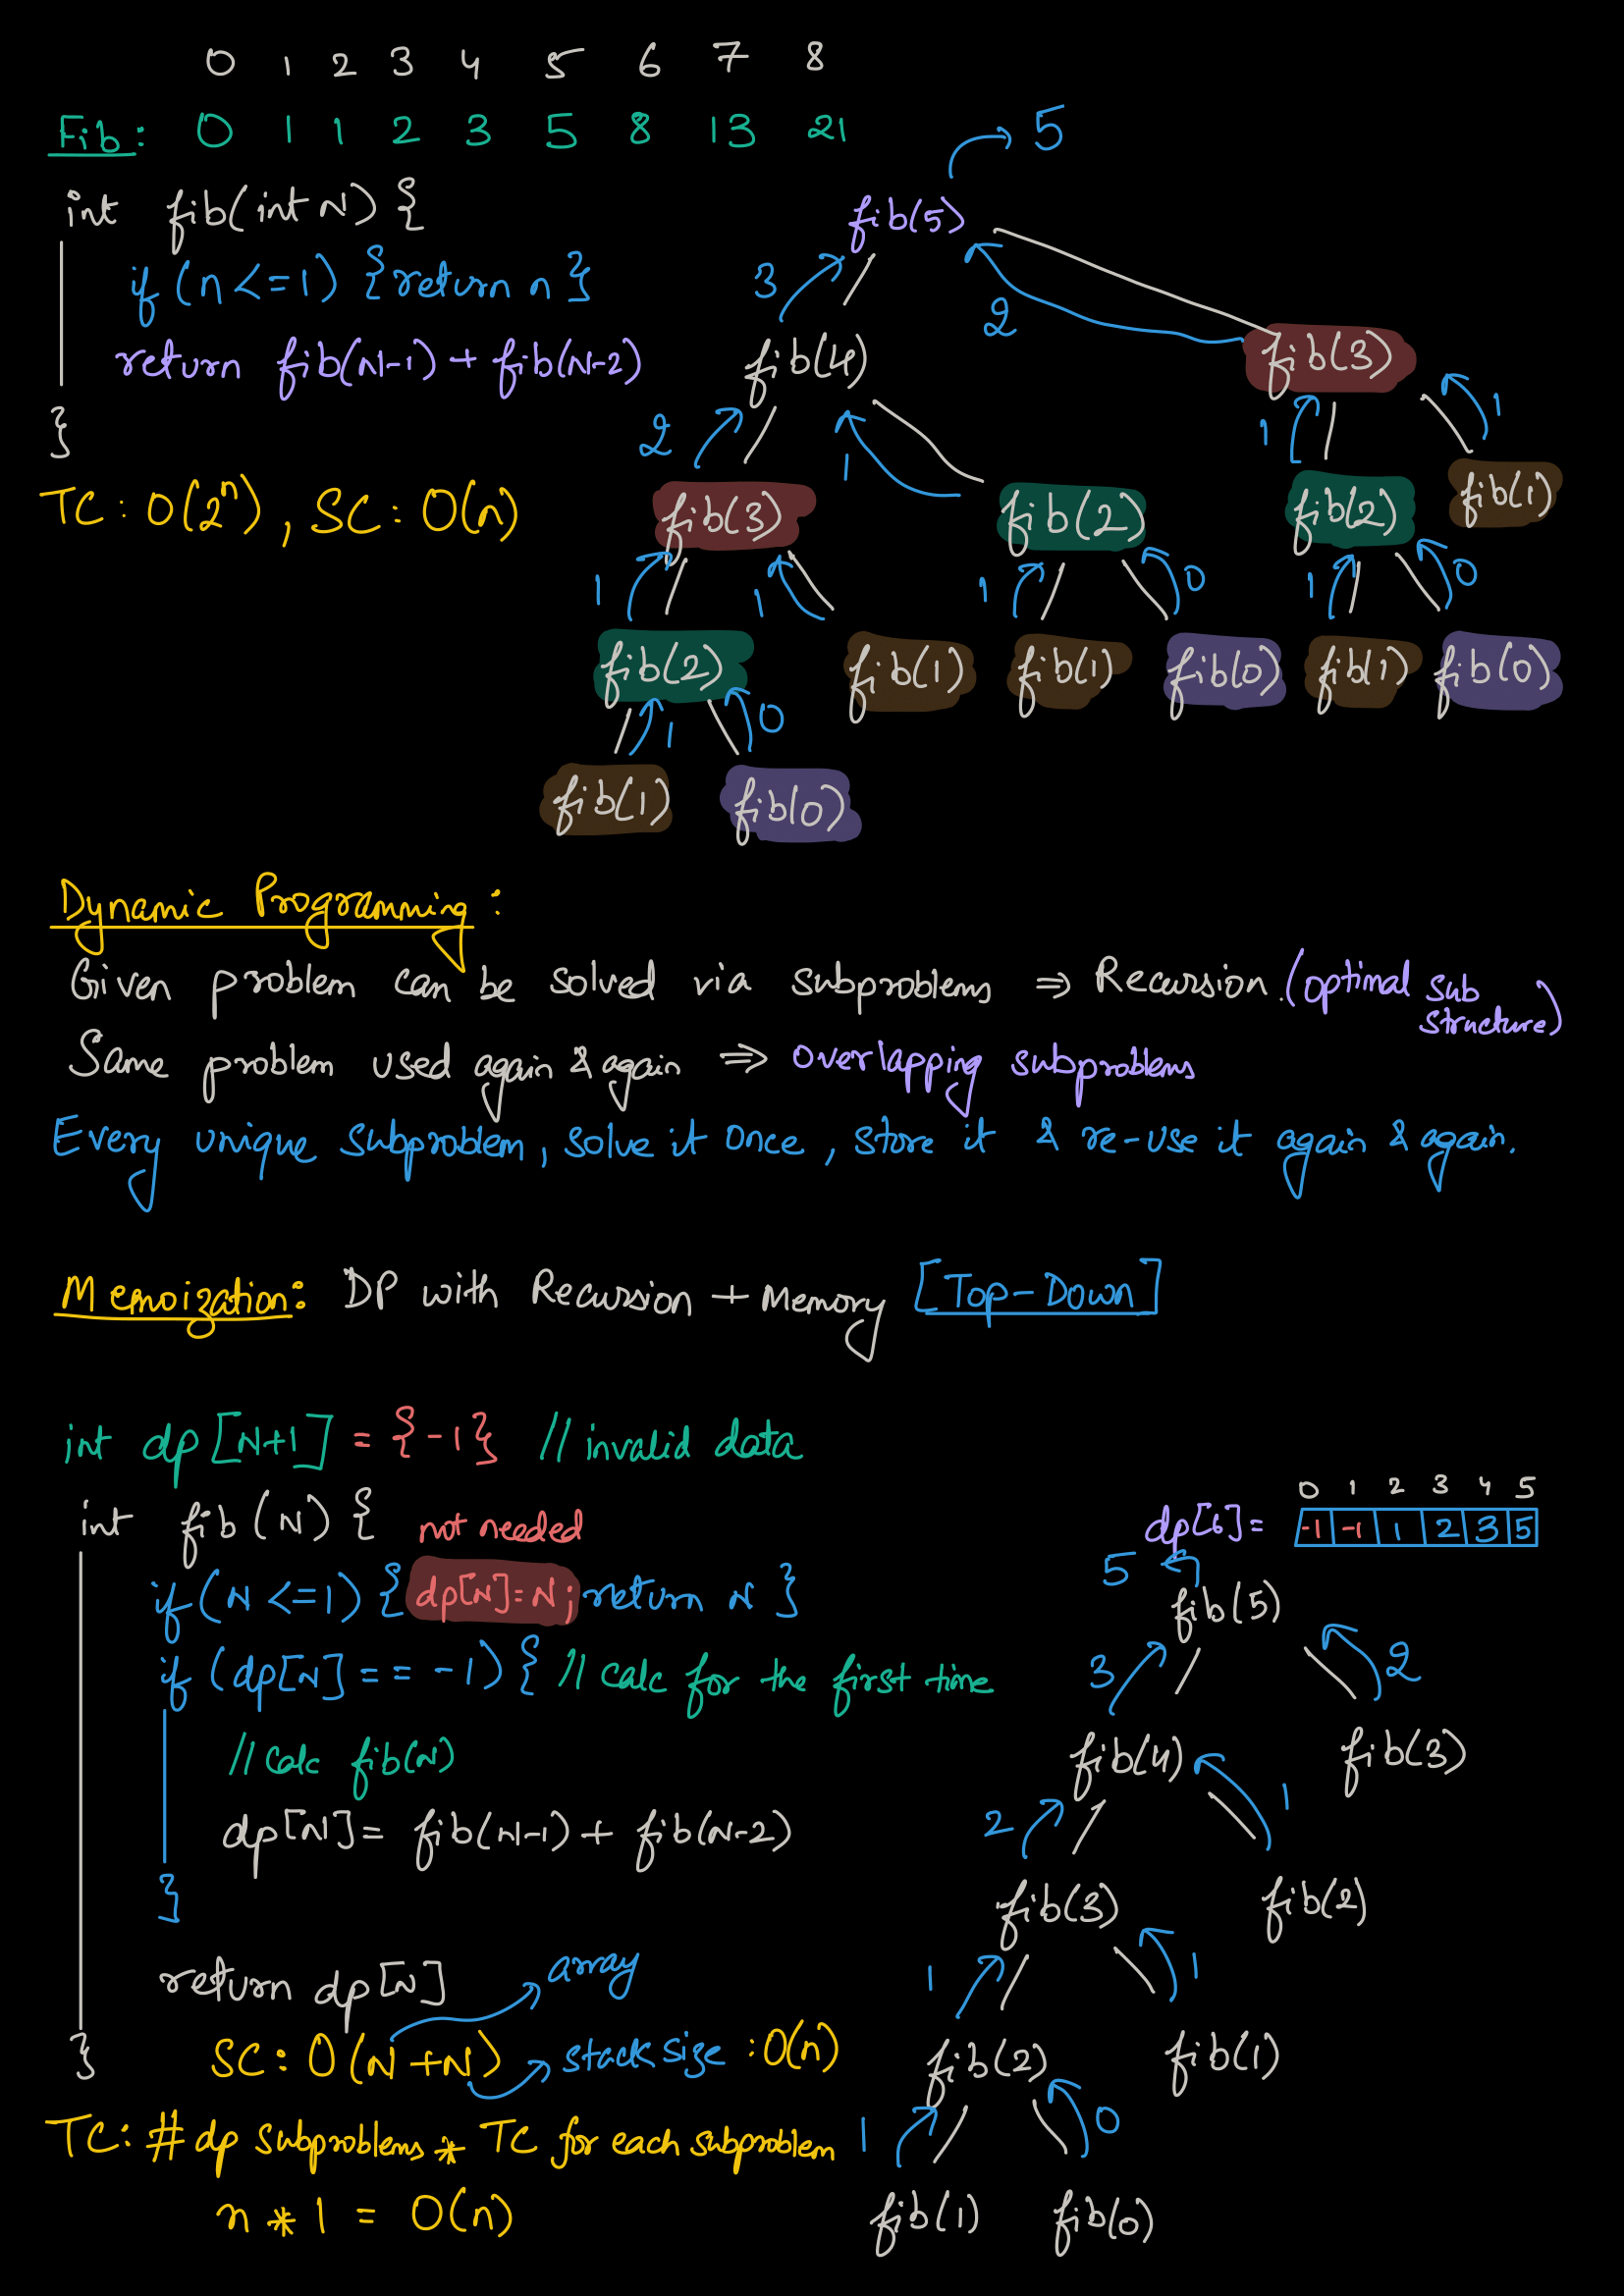 0 1 2 3 4 5 6 7 8
Fib: 0 1 1 2 3 5 8 13 21
5
int fib(int N) {
fib(5)
if (n <= 1) { return n }
3
2
return fib(N-1) + fib(N-2)
fib(4)
fib(3)
}
2
1
1
1
TC: O(2^n), SC: O(n)
fib(3)
fib(2)
fib(2)
fib(1)
1
1
1
0
1
0
fib(2)
fib(1)
fib(1)
fib(0)
fib(1)
fib(0)
1
0
fib(1)
fib(0)
Dynamic Programming:
Given problem can be solved via subproblems ⇒ Recursion. (optimal sub
structure)
Same problem used again & again ⇒ overlapping subproblems
Every unique subproblem, solve it once, store it & re-use it again & again.
Memoization: DP with Recursion + Memory [Top-Down]
int dp[N+1] = {-1} // invalid data
int fib(N) {
not needed
if (N <= 1) { dp[N] = N; return N }
if (dp[N] == -1) { // calc for the first time
// calc fib(N)
dp[N] = fib(N-1) + fib(N-2)
}
return dp[N]
array
}
SC: O(N+N) stack size : O(n)
TC: # dp subproblems * TC for each subproblem
n * 1 = O(n)
0 1 2 3 4 5
dp[6] = -1 -1 1 2 3 5
5
fib(5)
3
2
fib(4)
fib(3)
2
1
fib(3)
fib(2)
1
1
fib(2)
fib(1)
1
0
fib(1)
fib(0)